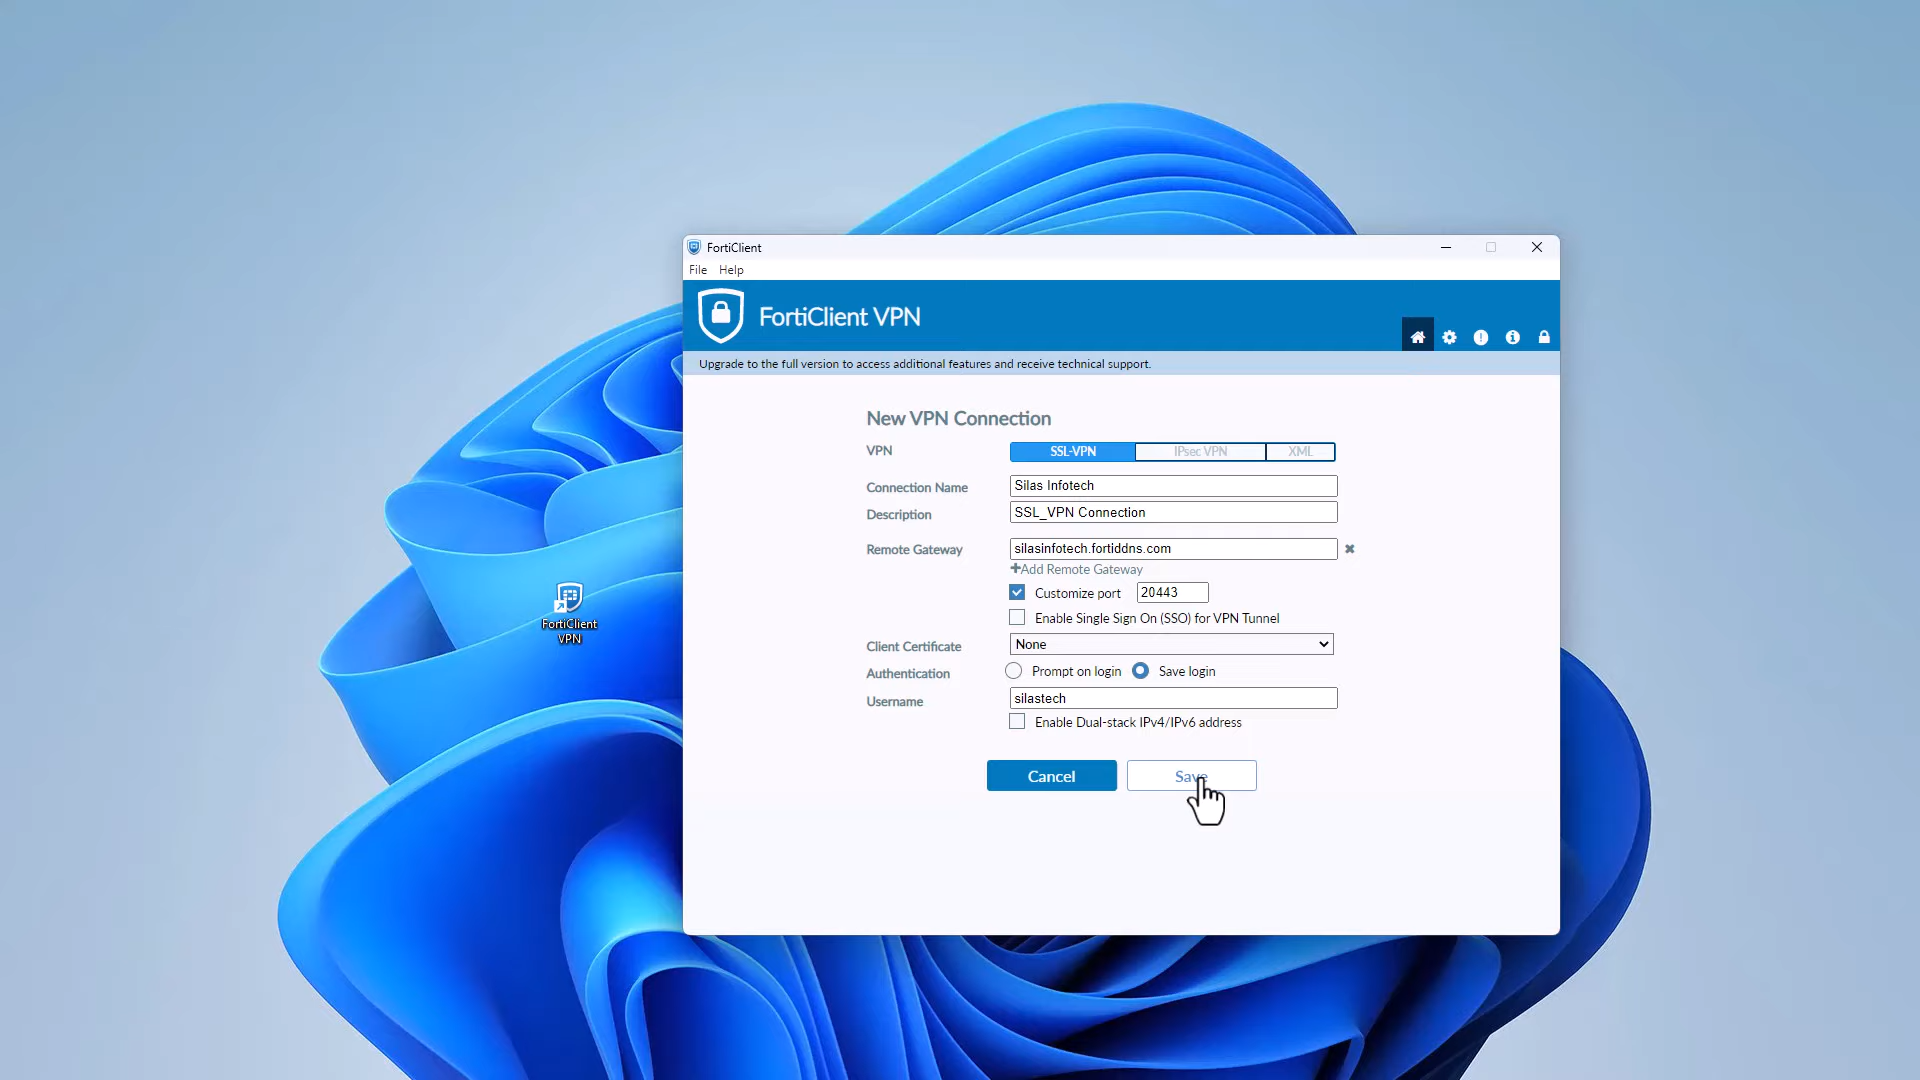 FortiClient
File Help
FortiClient VPN
Upgrade to the full version to access additional features and receive technical support.
New VPN Connection
VPN SSL-VPN IPsec VPN XML
Connection Name Silas Infotech
Description SSL_VPN Connection
Remote Gateway silasinfotech.fortiddns.com
+Add Remote Gateway
Customize port 20443
Enable Single Sign On (SSO) for VPN Tunnel
Client Certificate None
Authentication Prompt on login Save login
Username silastech
Enable Dual-stack IPv4/IPv6 address
Cancel Save
FortiClient
VPN